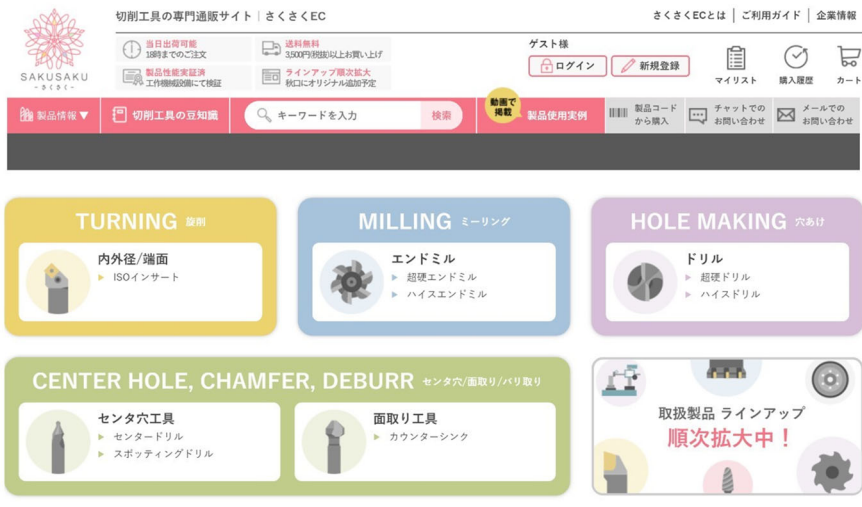 切削工具の専門通販サイト｜さくさくEC
さくさくECとは │ ご利用ガイド │ 企業情報
SAKUSAKU
- さくさく -
当日出荷可能
18時までのご注文
送料無料
3,500円(税抜)以上お買い上げ
製品性能実証済
工作機械設備にて検証
ラインアップ順次拡大
秋口にオリジナル追加予定
ゲスト様
ログイン
新規登録
マイリスト
購入履歴
カート
製品情報▼
切削工具の豆知識
キーワードを入力
検索
動画で
掲載
製品使用実例
製品コード
から購入
チャットでの
お問い合わせ
メールでの
お問い合わせ
TURNING 旋削
内外径/端面
ISOインサート
MILLING ミーリング
エンドミル
超硬エンドミル
ハイスエンドミル
HOLE MAKING 穴あけ
ドリル
超硬ドリル
ハイスドリル
CENTER HOLE, CHAMFER, DEBURR センタ穴/面取り/バリ取り
センタ穴工具
センタードリル
スポッティングドリル
面取り工具
カウンターシンク
取扱製品 ラインアップ
順次拡大中！